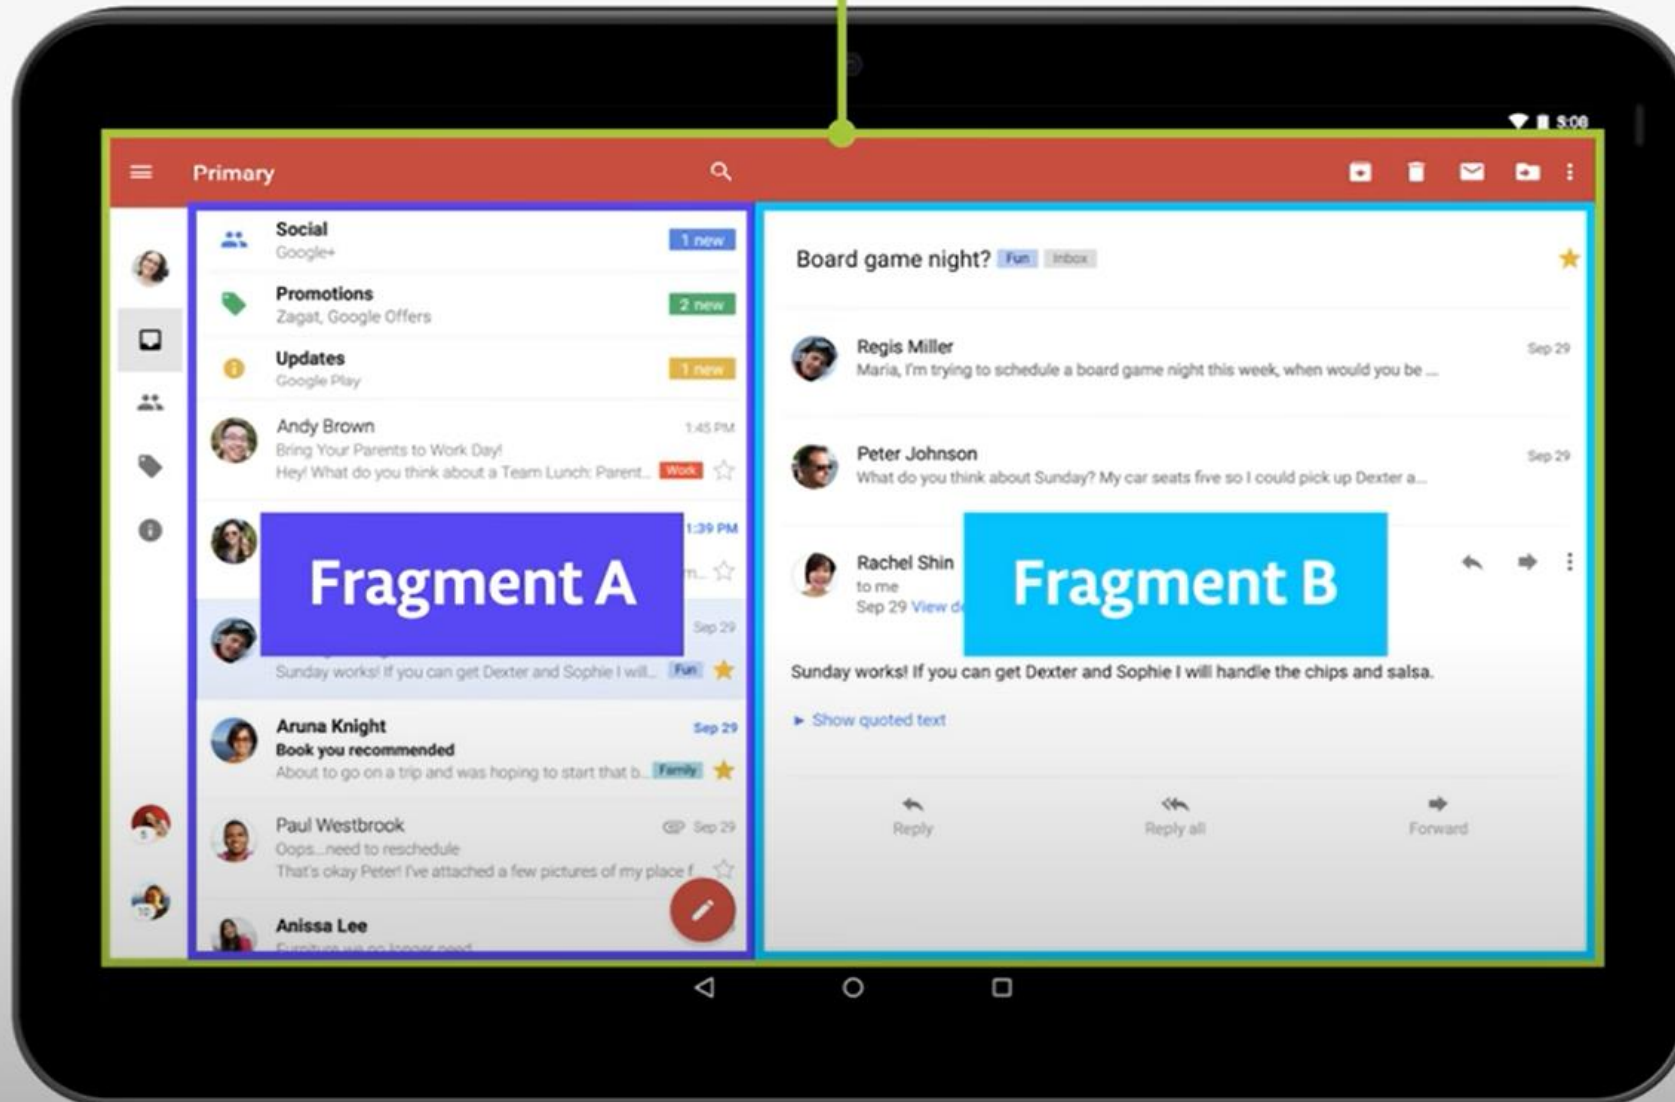 8:00
Primary
Social
Google+
1 new
Promotions
Zagat, Google Offers
2 new
Updates
Google Play
1 new
Andy Brown
1:45 PM
Bring Your Parents to Work Day!
Hey! What do you think about a Team Lunch: Parent...
Work
1:39 PM
Fragment A
Sep 29
Sunday works! If you can get Dexter and Sophie I will...
Fun
Aruna Knight
Sep 29
Book you recommended
About to go on a trip and was hoping to start that b...
Family
Paul Westbrook
Sep 29
Oops...need to reschedule
That's okay Peter! I've attached a few pictures of my place f...
Anissa Lee
Furniture we no longer need
5
10
Board game night?
Fun
Inbox
Regis Miller
Sep 29
Maria, I'm trying to schedule a board game night this week, when would you be ...
Peter Johnson
Sep 29
What do you think about Sunday? My car seats five so I could pick up Dexter a...
Rachel Shin
to me
Sep 29 View
Fragment B
Sunday works! If you can get Dexter and Sophie I will handle the chips and salsa.
Show quoted text
Reply
Reply all
Forward